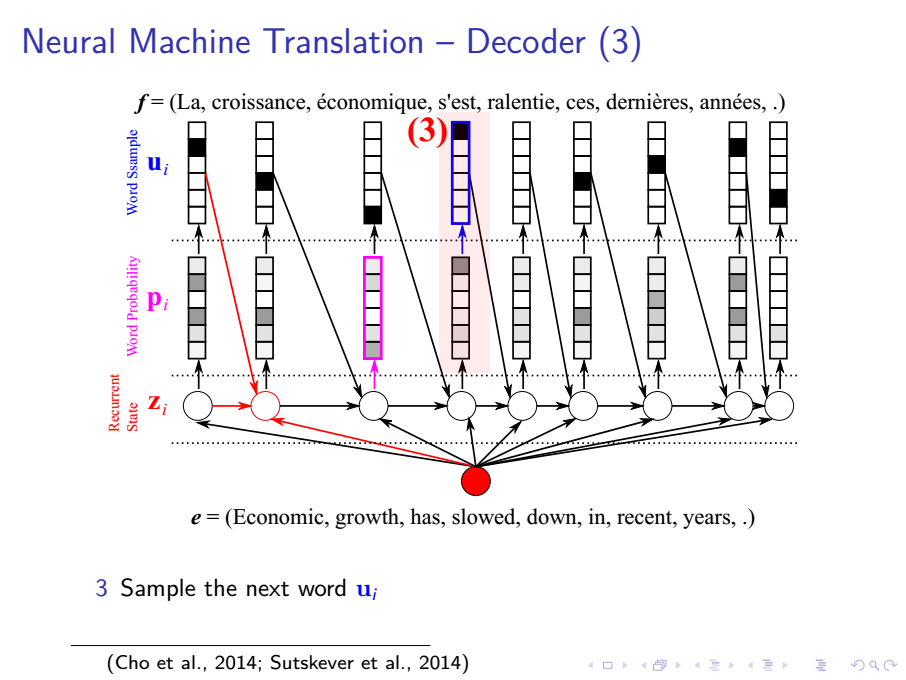 Neural Machine Translation – Decoder (3)
f = (La, croissance, économique, s'est, ralentie, ces, dernières, années, .)
(3)
Word Ssample
u_i
Word Probability
p_i
Recurrent
State
z_i
e = (Economic, growth, has, slowed, down, in, recent, years, .)
3 Sample the next word u_i
(Cho et al., 2014; Sutskever et al., 2014)